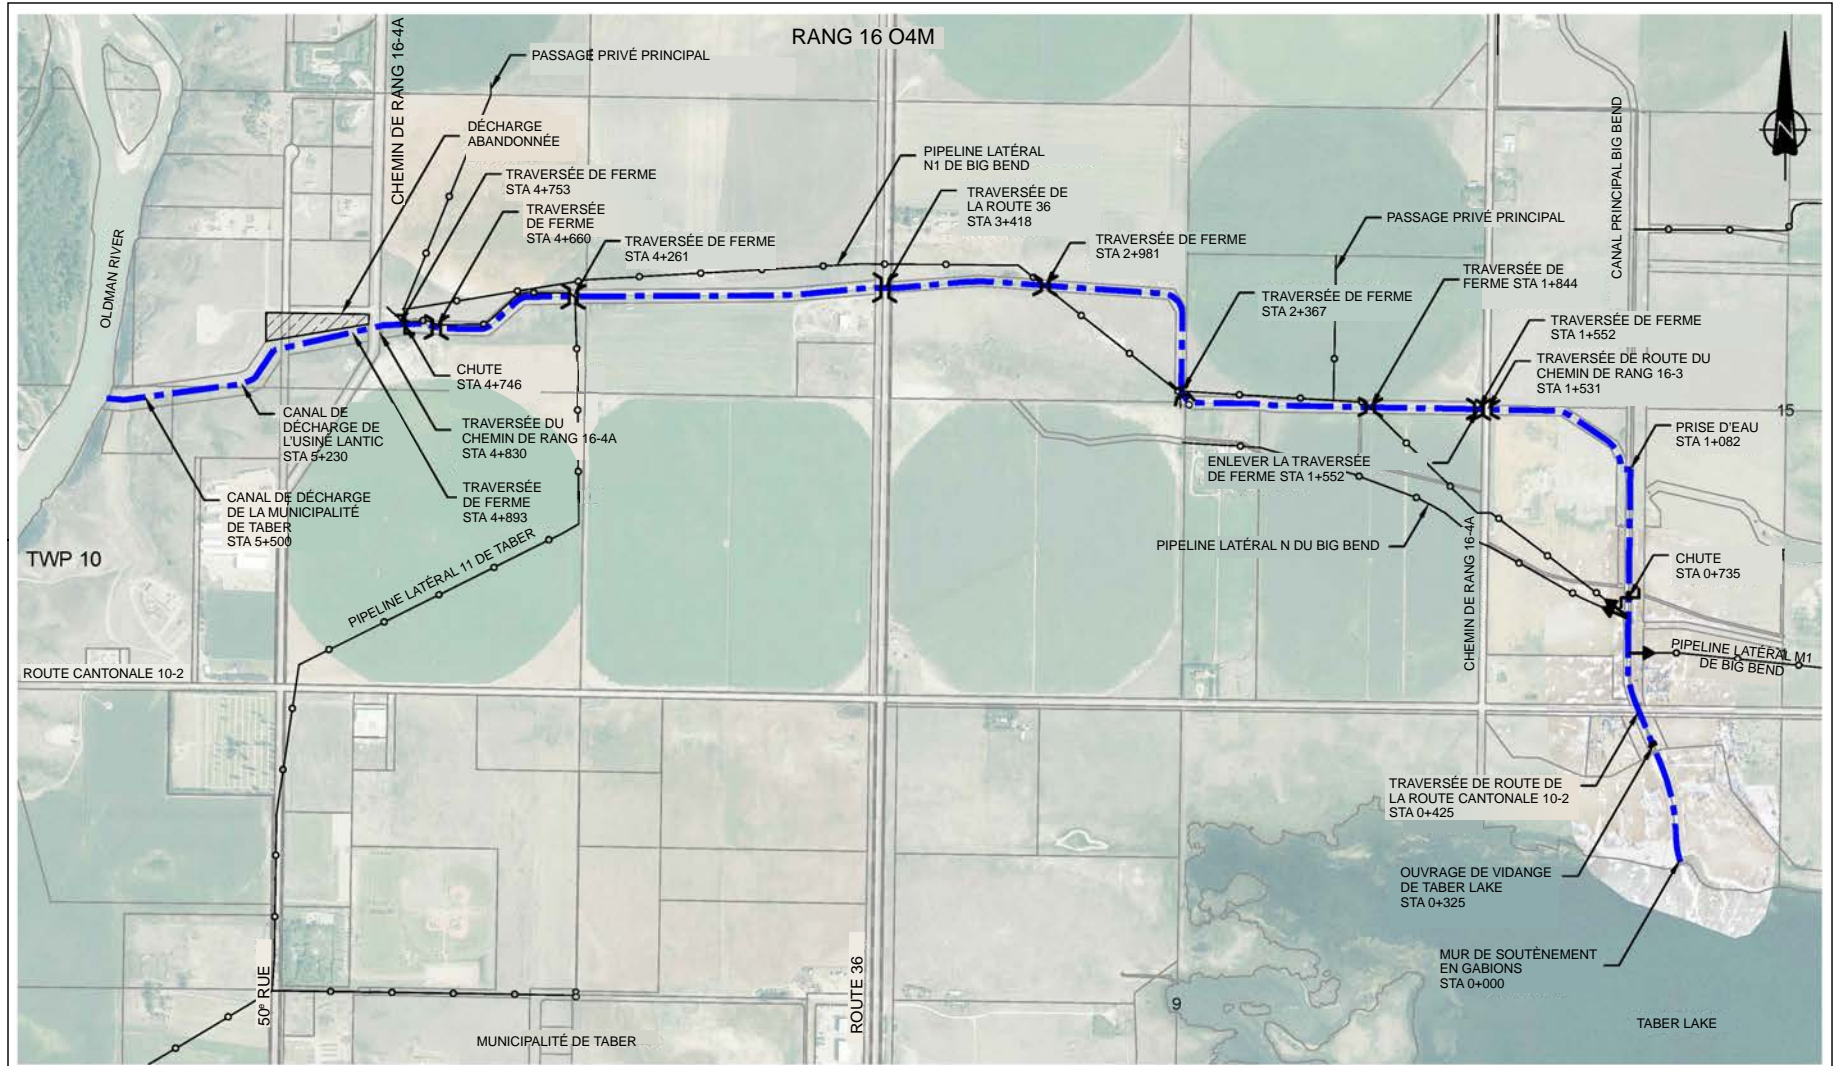 RANG 16 O4M
CHEMIN DE RANG 16-4A
PASSAGE PRIVÉ PRINCIPAL
DÉCHARGE
ABANDONNÉE
TRAVERSÉE DE FERME
STA 4+753
TRAVERSÉE
DE FERME
STA 4+660
TRAVERSÉE DE FERME
STA 4+261
PIPELINE LATÉRAL
N1 DE BIG BEND
TRAVERSÉE DE
LA ROUTE 36
STA 3+418
TRAVERSÉE DE FERME
STA 2+981
PASSAGE PRIVÉ PRINCIPAL
TRAVERSÉE DE
FERME STA 1+844
TRAVERSÉE DE FERME
STA 2+367
TRAVERSÉE DE FERME
STA 1+552
TRAVERSÉE DE ROUTE DU
CHEMIN DE RANG 16-3
STA 1+531
CANAL PRINCIPAL BIG BEND
N
OLDMAN RIVER
CHUTE
STA 4+746
CANAL DE
DÉCHARGE DE
L'USINÉ LANTIC
STA 5+230
TRAVERSÉE DU
CHEMIN DE RANG 16-4A
STA 4+830
TRAVERSÉE
DE FERME
STA 4+893
CANAL DE DÉCHARGE
DE LA MUNICIPALITÉ
DE TABER
STA 5+500
15
PRISE D'EAU
STA 1+082
ENLEVER LA TRAVERSÉE
DE FERME STA 1+552
PIPELINE LATÉRAL N DU BIG BEND
CHEMIN DE RANG 16-4A
TWP 10
PIPELINE LATÉRAL 11 DE TABER
CHUTE
STA 0+735
PIPELINE LATÉRAL M1
DE BIG BEND
ROUTE CANTONALE 10-2
TRAVERSÉE DE ROUTE DE
LA ROUTE CANTONALE 10-2
STA 0+425
OUVRAGE DE VIDANGE
DE TABER LAKE
STA 0+325
MUR DE SOUTÈNEMENT
EN GABIONS
STA 0+000
50e RUE
8
ROUTE 36
9
MUNICIPALITÉ DE TABER
TABER LAKE